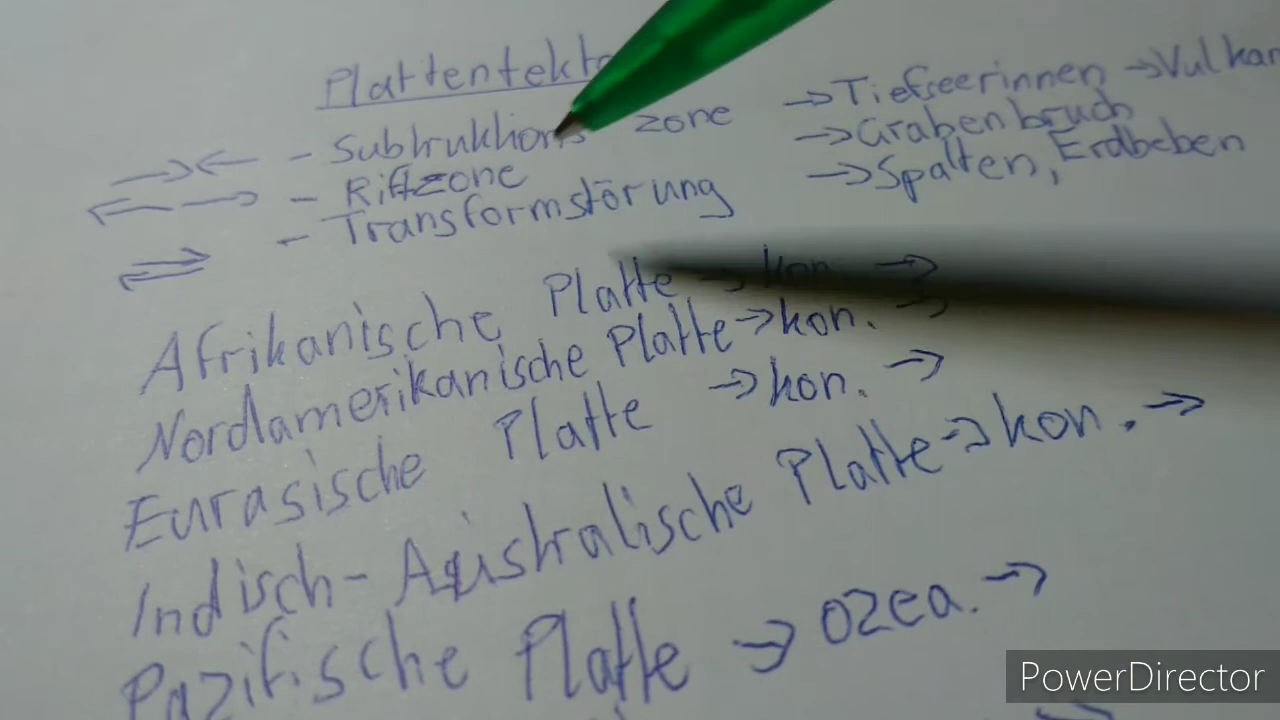 Plattentekto
→← - Subtruktions zone → Tiefseerinnen → Vulkan
← → - Riftzone → Grabenbruch
⇄ - Transformstörung → Spalten, Erdbeben
Afrikanische Platte → kon. →
Nordamerikanische Platte → kon. →
Eurasische Platte → kon. →
Indisch-Australische Platte → kon. →
Pazifische Platte → ozea. →
PowerDirector